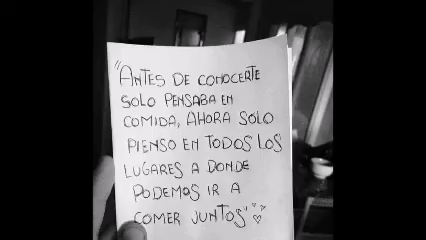 "ANTES DE CONOCERTE
SOLO PENSABA EN
COMIDA, AHORA SOLO
PIENSO EN TODOS LOS
LUGARES A DONDE
PODEMOS IR A
COMER JUNTOS"